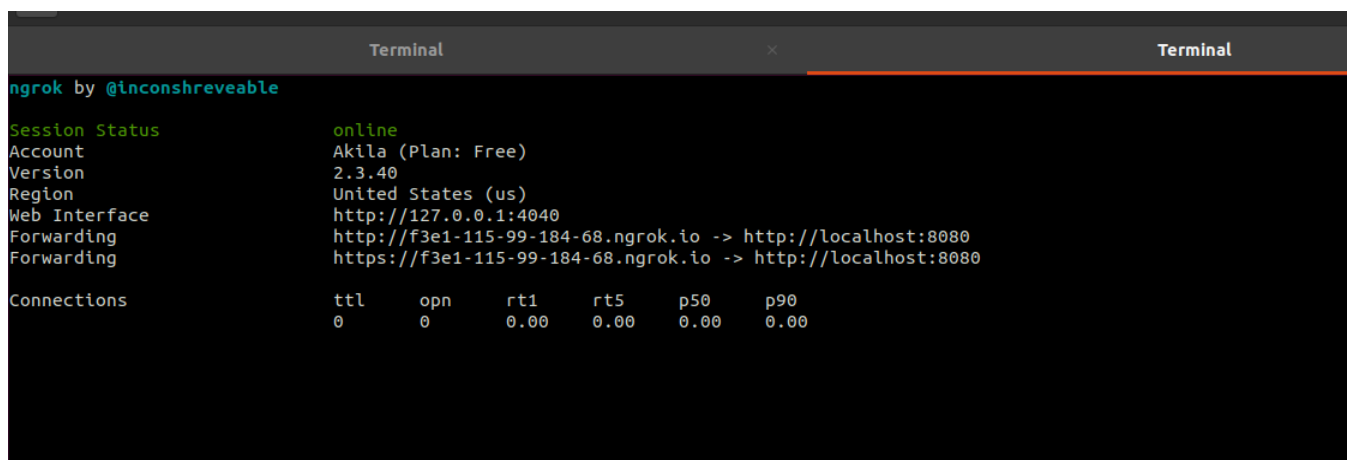 Terminal × Terminal
ngrok by @inconshreveable
Session Status online
Account Akila (Plan: Free)
Version 2.3.40
Region United States (us)
Web Interface http://127.0.0.1:4040
Forwarding http://f3e1-115-99-184-68.ngrok.io -> http://localhost:8080
Forwarding https://f3e1-115-99-184-68.ngrok.io -> http://localhost:8080
Connections ttl opn rt1 rt5 p50 p90
0 0 0.00 0.00 0.00 0.00